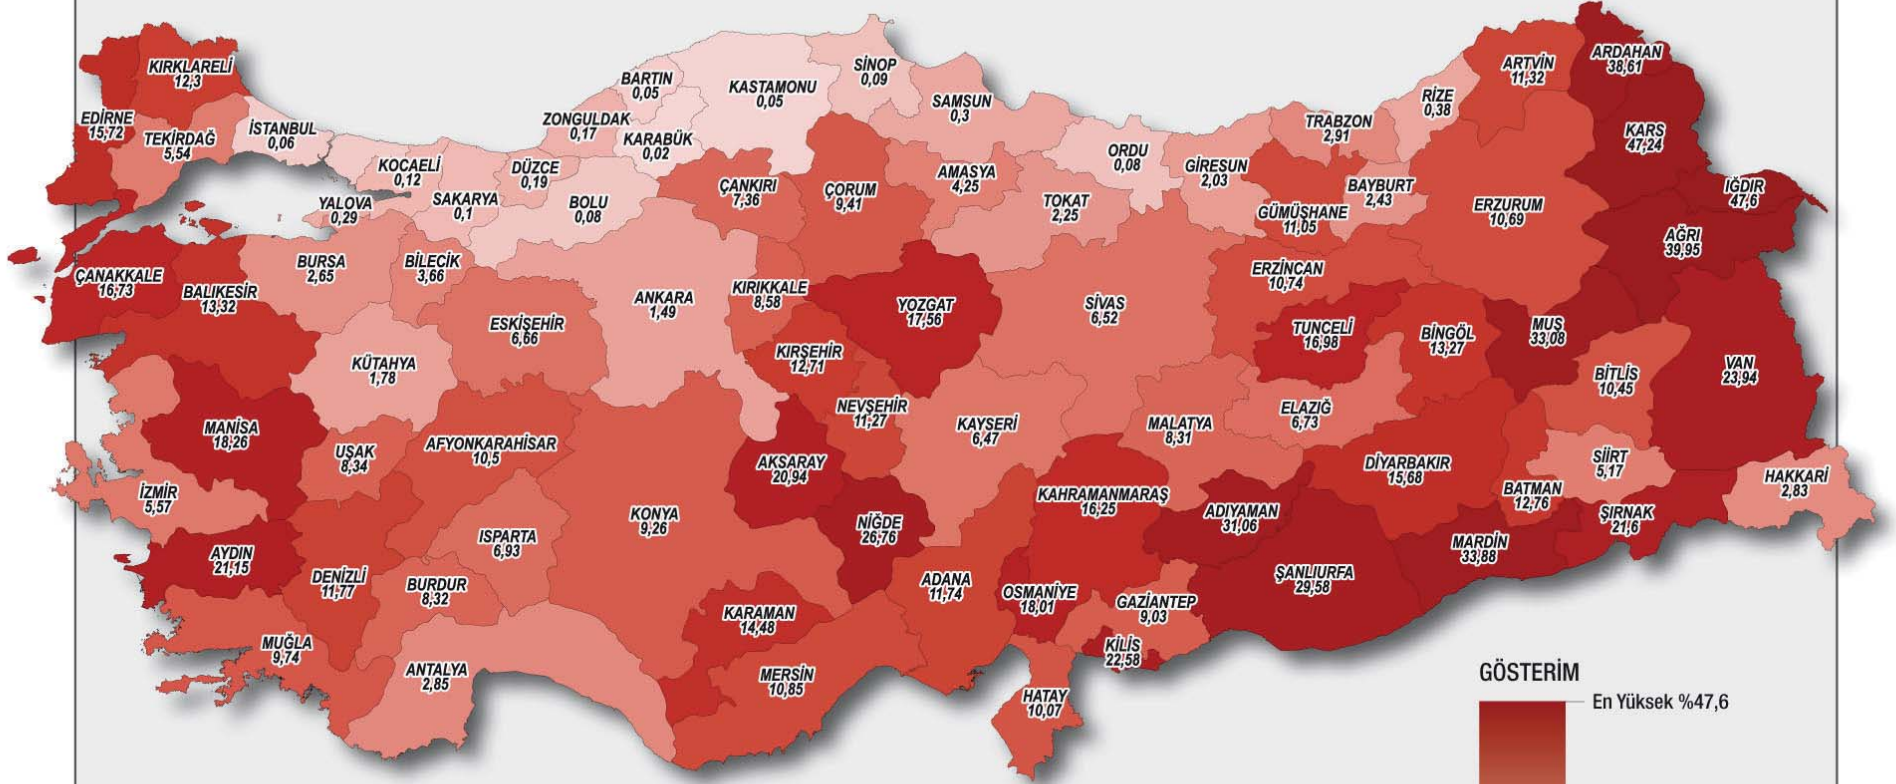 KIRKLARELİ
12,3
EDİRNE
15,72
TEKİRDAĞ
5,54
İSTANBUL
0,06
KOCAELİ
0,12
YALOVA
0,29
SAKARYA
0,1
DÜZCE
0,19
ZONGULDAK
0,17
BARTIN
0,05
KARABÜK
0,02
BOLU
0,08
KASTAMONU
0,05
SİNOP
0,09
SAMSUN
0,3
ÇANKIRI
7,36
ÇORUM
9,41
AMASYA
4,25
TOKAT
2,25
ORDU
0,08
GİRESUN
2,03
TRABZON
2,91
GÜMÜŞHANE
11,05
BAYBURT
2,43
RİZE
0,38
ARTVİN
11,32
ARDAHAN
38,61
KARS
47,24
IĞDIR
47,6
AĞRI
39,95
ERZURUM
10,69
ERZİNCAN
10,74
ÇANAKKALE
16,73
BALIKESİR
13,32
BURSA
2,65
BİLECİK
3,66
ESKİŞEHİR
6,66
KÜTAHYA
1,78
ANKARA
1,49
KIRIKKALE
8,58
KIRŞEHİR
12,71
YOZGAT
17,56
SİVAS
6,52
TUNCELİ
16,98
BİNGÖL
13,27
MUŞ
33,08
BİTLİS
10,45
VAN
23,94
MANİSA
18,26
UŞAK
8,34
AFYONKARAHİSAR
10,5
NEVŞEHİR
11,27
KAYSERİ
6,47
MALATYA
8,31
ELAZIĞ
6,73
DİYARBAKIR
15,68
BATMAN
12,76
SİİRT
5,17
ŞIRNAK
21,6
HAKKARİ
2,83
İZMİR
5,57
AYDIN
21,15
DENİZLİ
11,77
MUĞLA
9,74
BURDUR
8,32
ISPARTA
6,93
ANTALYA
2,85
KONYA
9,26
AKSARAY
20,94
NİĞDE
26,76
KARAMAN
14,48
MERSİN
10,85
ADANA
11,74
OSMANİYE
18,01
KAHRAMANMARAŞ
16,25
GAZİANTEP
9,03
KİLİS
22,58
HATAY
10,07
ADIYAMAN
31,06
ŞANLIURFA
29,58
MARDİN
33,88
GÖSTERİM
En Yüksek %47,6